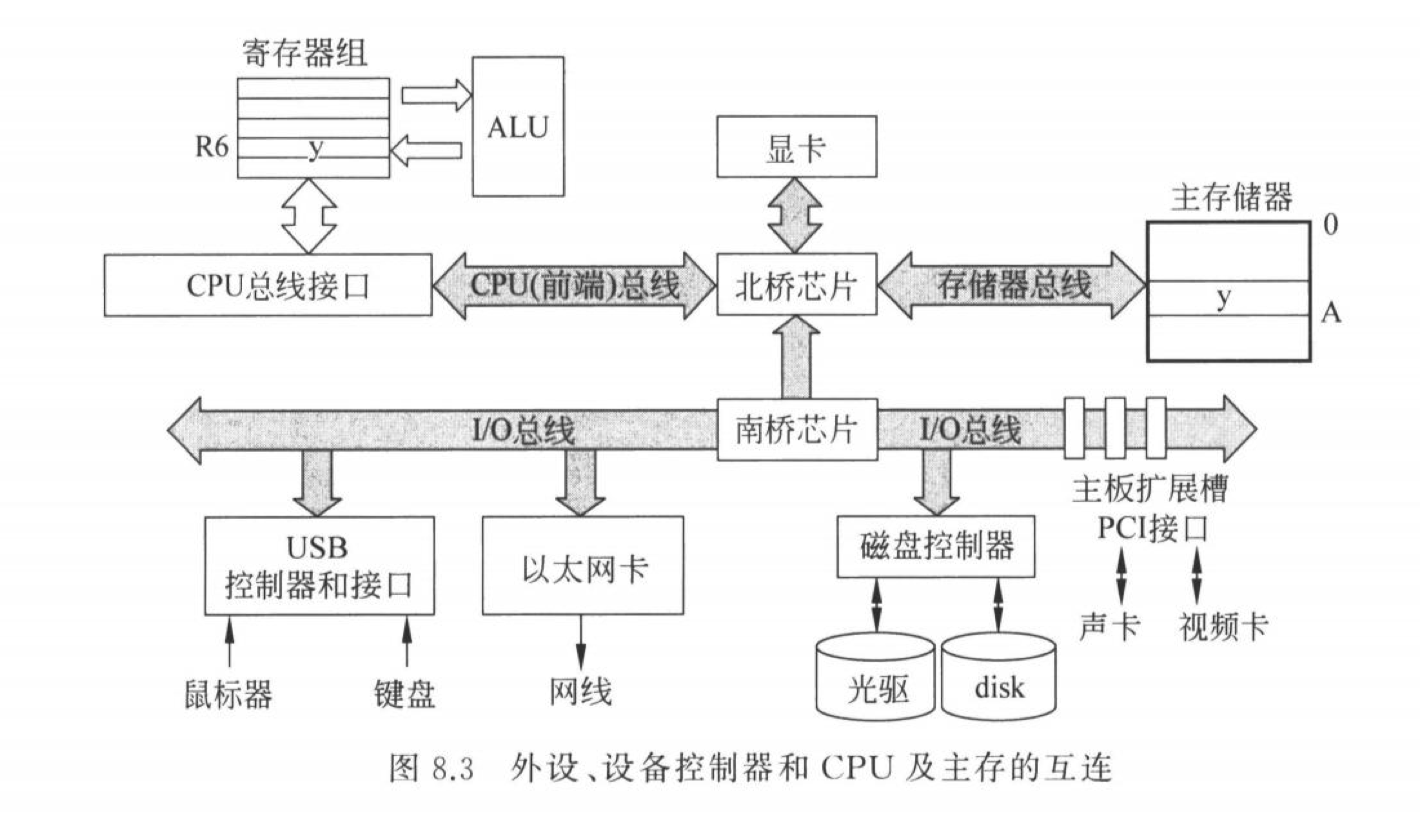 寄存器组
ALU
R6
y
显卡
主存储器
0
CPU总线接口
CPU(前端)总线
北桥芯片
存储器总线
y
A
I/O总线
南桥芯片
I/O总线
主板扩展槽
PCI接口
USB
控制器和接口
以太网卡
磁盘控制器
声卡
视频卡
鼠标器
键盘
网线
光驱
disk
图 8.3 外设、设备控制器和 CPU 及主存的互连